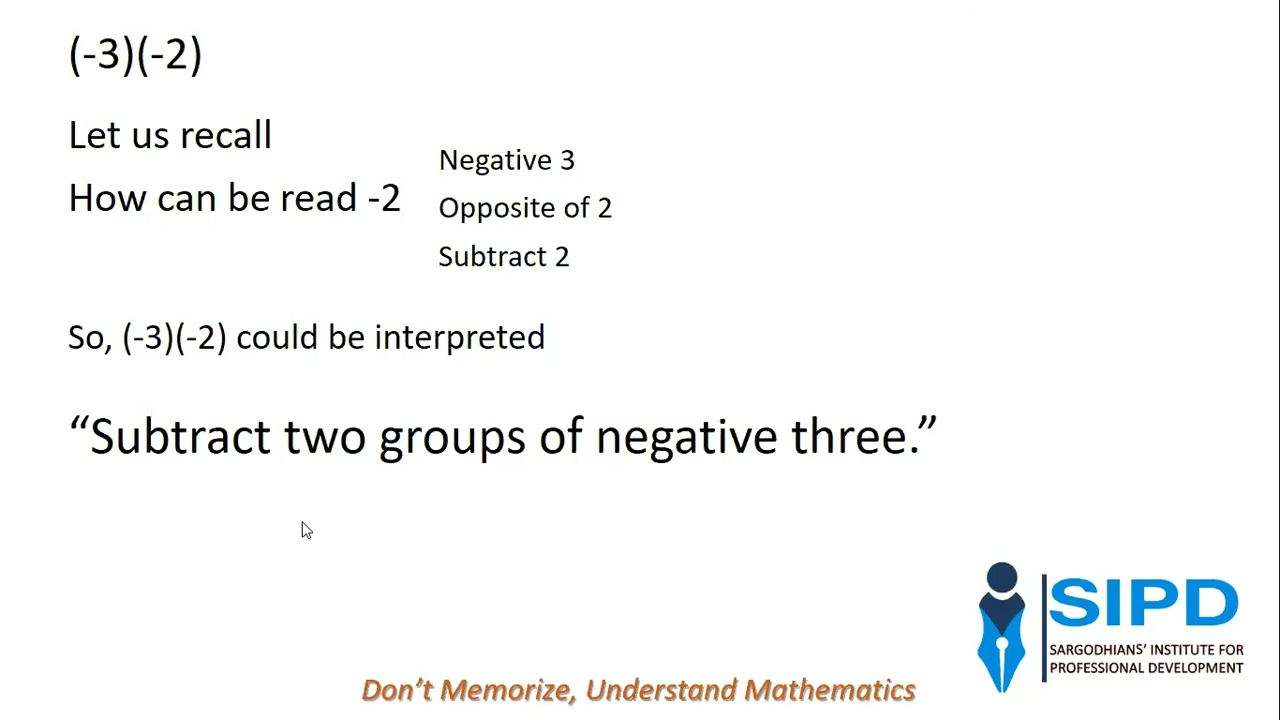 (-3)(-2)
Let us recall
How can be read -2
Negative 3
Opposite of 2
Subtract 2
So, (-3)(-2) could be interpreted
“Subtract two groups of negative three.”
SIPD
SARGODHIANS’ INSTITUTE FOR
PROFESSIONAL DEVELOPMENT
Don’t Memorize, Understand Mathematics